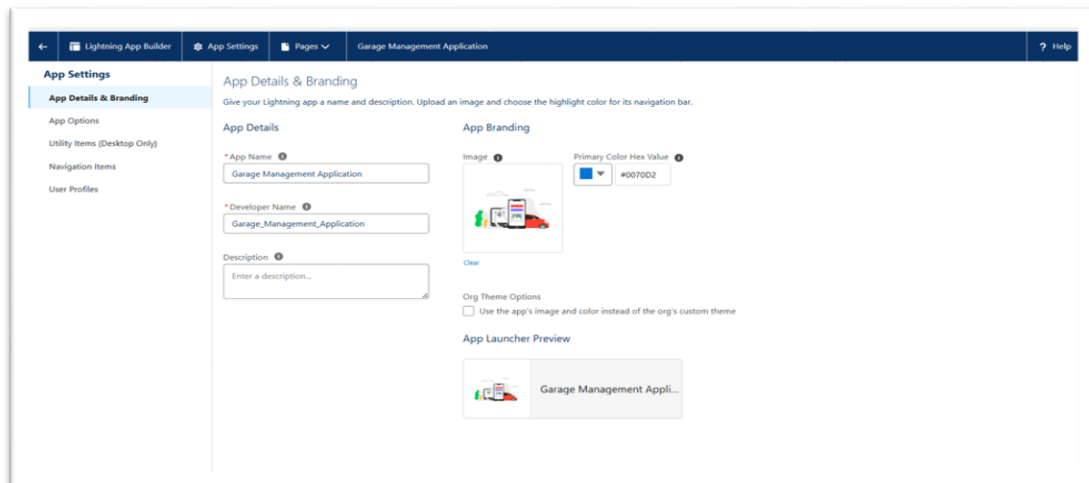 Lightning App Builder App Settings Pages Garage Management Application ? Help
App Settings
App Details & Branding
App Options
Utility Items (Desktop Only)
Navigation Items
User Profiles
App Details & Branding
Give your Lightning app a name and description. Upload an image and choose the highlight color for its navigation bar.
App Details
*App Name
Garage Management Application
*Developer Name
Garage_Management_Application
Description
Enter a description...
App Branding
Image
Primary Color Hex Value
#0070D2
Clear
Org Theme Options
Use the app's image and color instead of the org's custom theme
App Launcher Preview
Garage Management Appli...